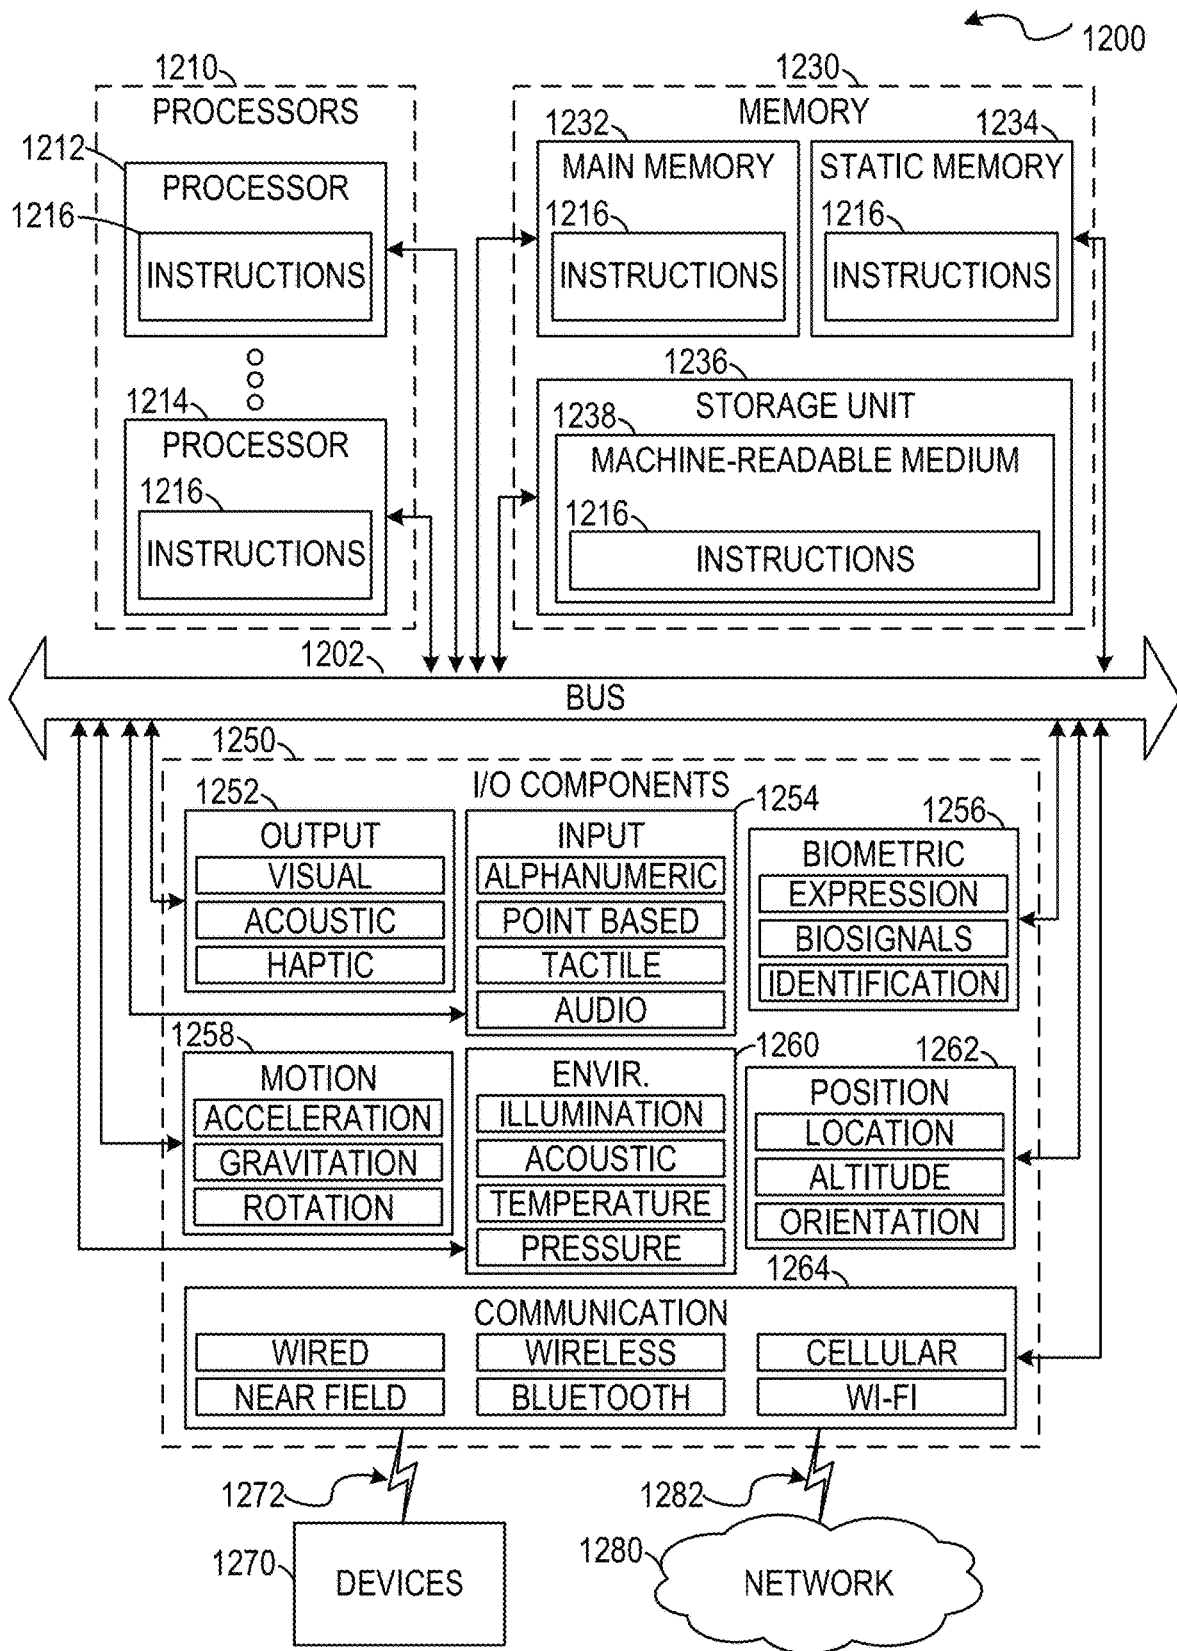 1200
1210
PROCESSORS
1212
PROCESSOR
1216
INSTRUCTIONS
1214
PROCESSOR
1216
INSTRUCTIONS
1230
MEMORY
1232
MAIN MEMORY
1216
INSTRUCTIONS
1234
STATIC MEMORY
1216
INSTRUCTIONS
1236
STORAGE UNIT
1238
MACHINE-READABLE MEDIUM
1216
INSTRUCTIONS
1202
BUS
1250
I/O COMPONENTS
1252
OUTPUT
VISUAL
ACOUSTIC
HAPTIC
1254
INPUT
ALPHANUMERIC
POINT BASED
TACTILE
AUDIO
1256
BIOMETRIC
EXPRESSION
BIOSIGNALS
IDENTIFICATION
1258
MOTION
ACCELERATION
GRAVITATION
ROTATION
1260
ENVIR.
ILLUMINATION
ACOUSTIC
TEMPERATURE
PRESSURE
1262
POSITION
LOCATION
ALTITUDE
ORIENTATION
1264
COMMUNICATION
WIRED
WIRELESS
CELLULAR
NEAR FIELD
BLUETOOTH
WI-FI
1272
1282
1270
DEVICES
1280
NETWORK